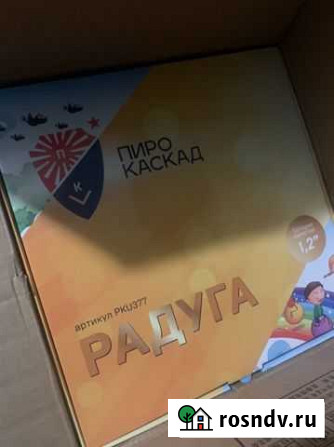 П
К
ПИРО
КАСКАД
1,2"
артикул PKU377
РАДУГА
rosndv.ru